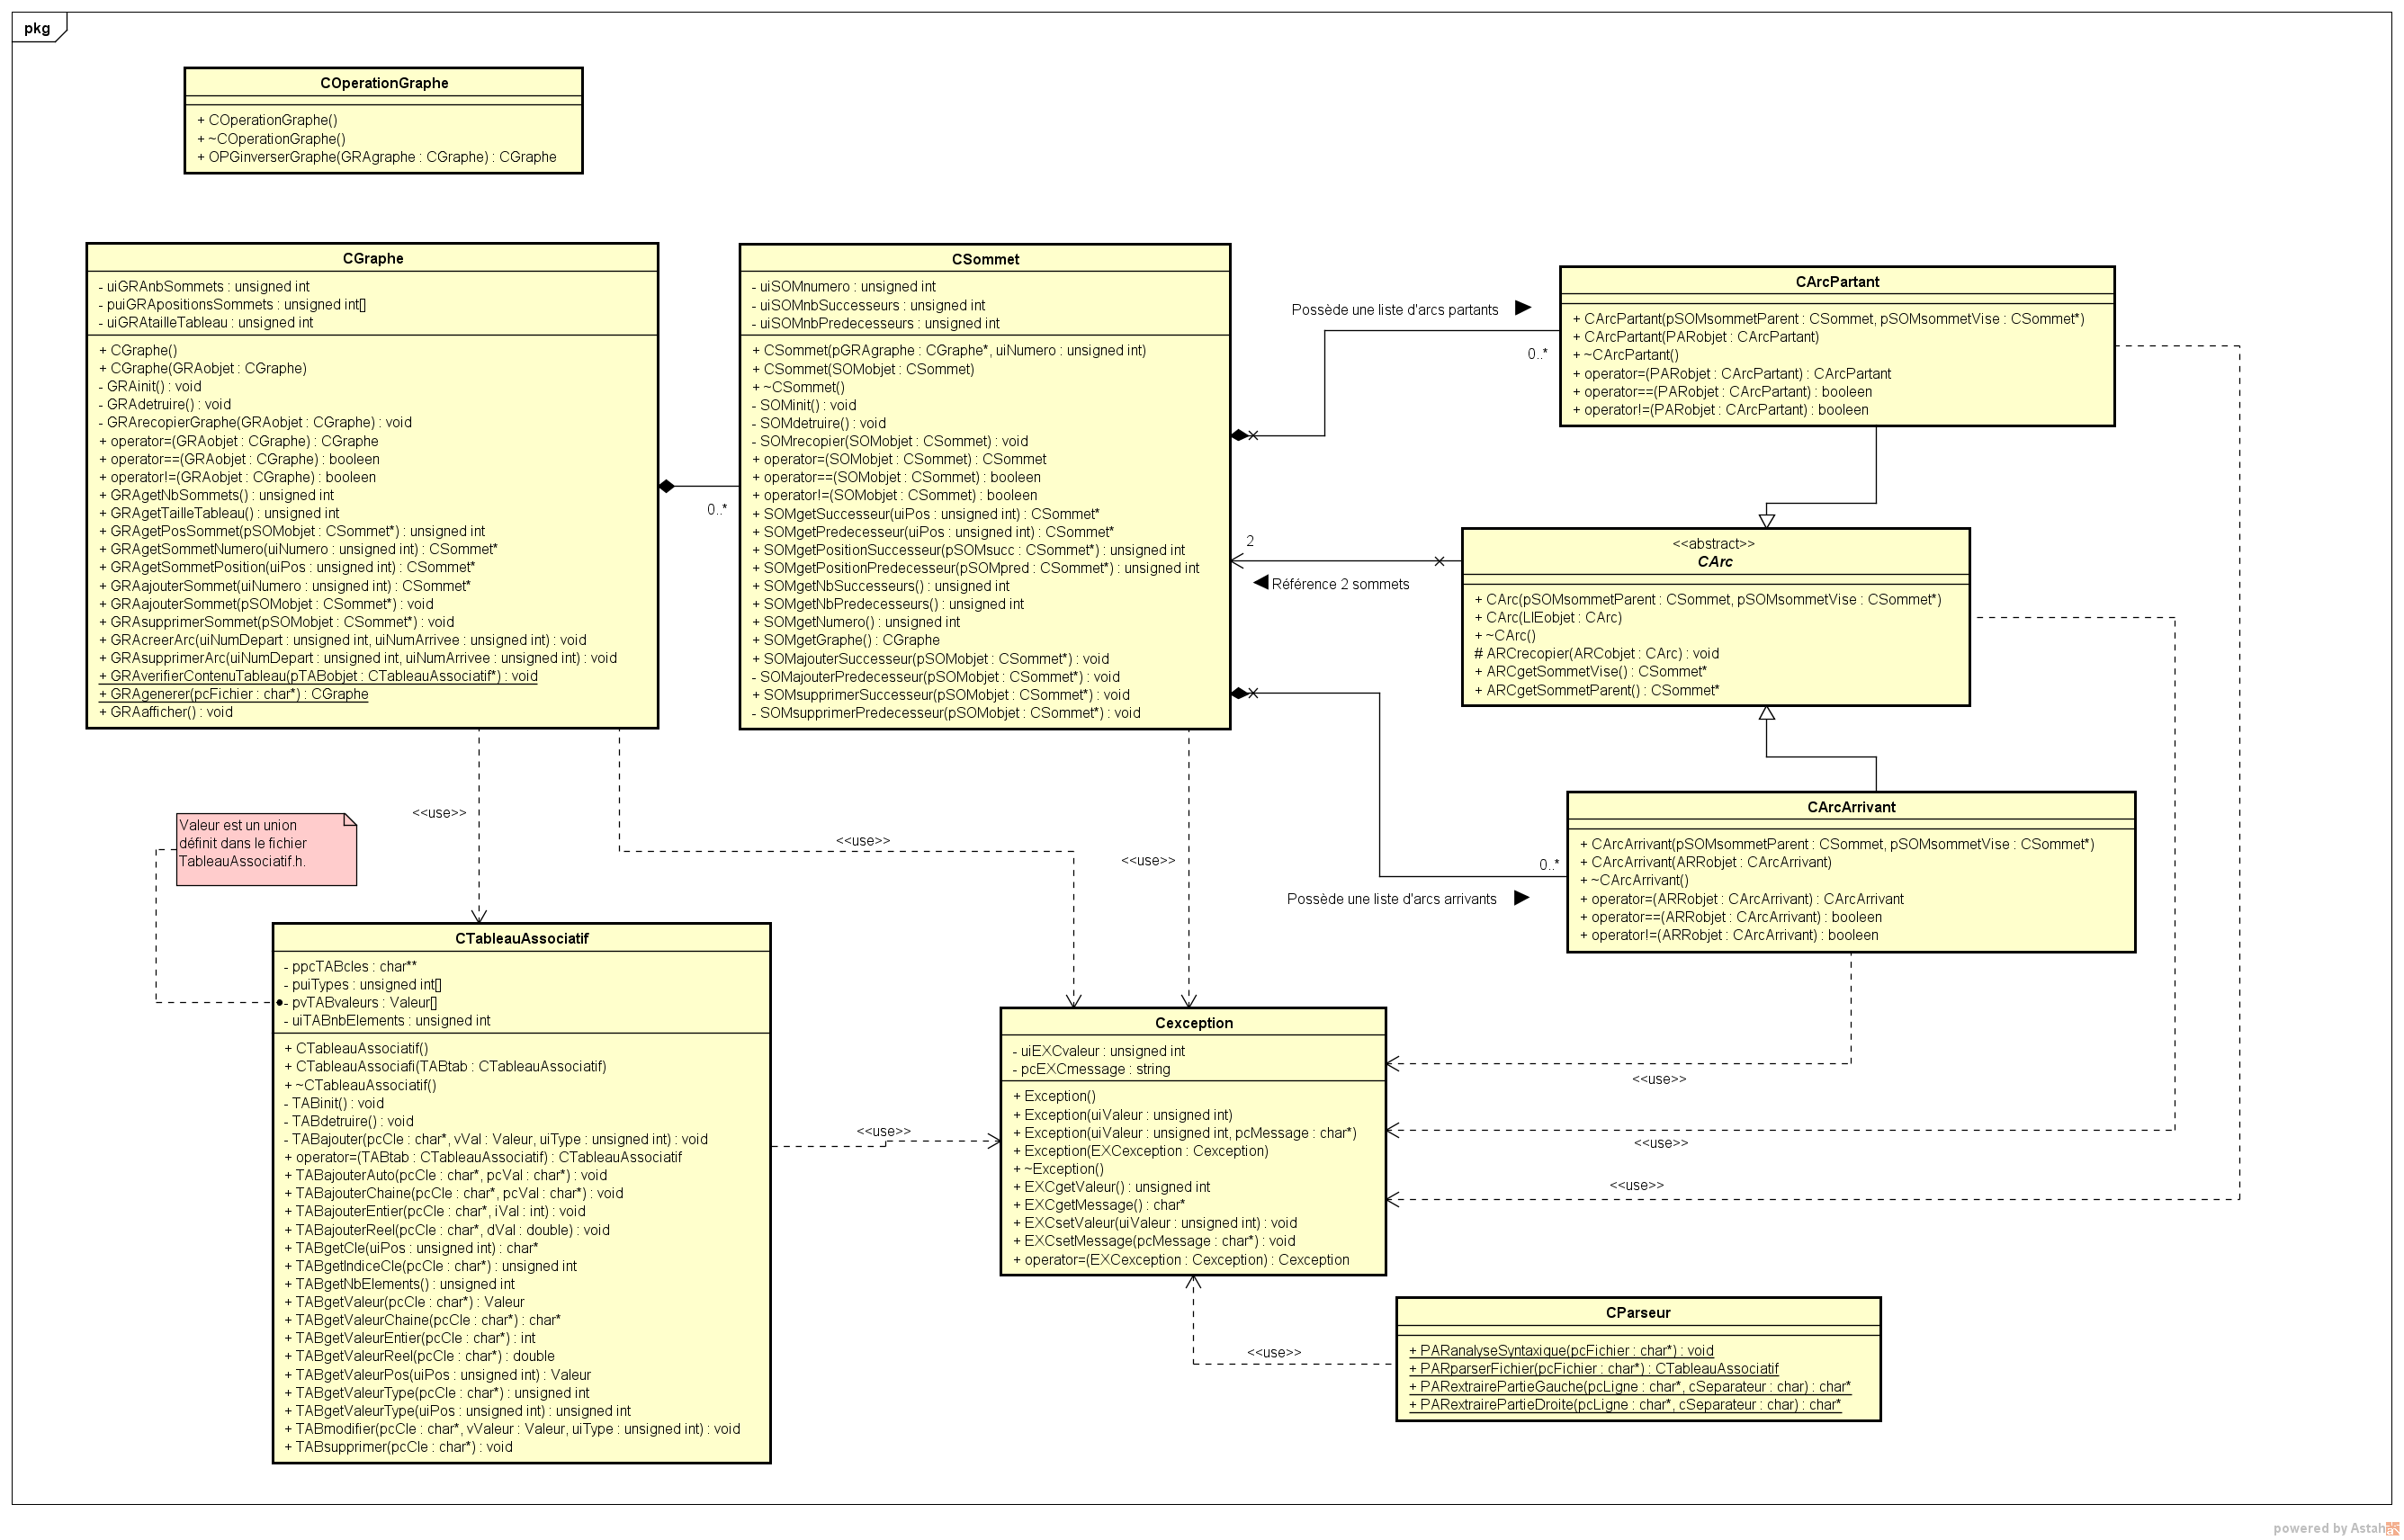 pkg
COperationGraphe
+ COperationGraphe()
+ ~COperationGraphe()
+ OPGinverserGraphe(GRAgraphe : CGraphe) : CGraphe
CGraphe
- uiGRAnbSommets : unsigned int
- puiGRApositionsSommets : unsigned int[]
- uiGRAtailleTableau : unsigned int
+ CGraphe()
+ CGraphe(GRAobjet : CGraphe)
- GRAinit() : void
- GRAdetruire() : void
- GRArecopierGraphe(GRAobjet : CGraphe) : void
+ operator=(GRAobjet : CGraphe) : CGraphe
+ operator==(GRAobjet : CGraphe) : booleen
+ operator!=(GRAobjet : CGraphe) : booleen
+ GRAgetNbSommets() : unsigned int
+ GRAgetTailleTableau() : unsigned int
+ GRAgetPosSommet(pSOMobjet : CSommet*) : unsigned int
+ GRAgetSommetNumero(uiNumero : unsigned int) : CSommet*
+ GRAgetSommetPosition(uiPos : unsigned int) : CSommet*
+ GRAajouterSommet(uiNumero : unsigned int) : CSommet*
+ GRAajouterSommet(pSOMobjet : CSommet*) : void
+ GRAsupprimerSommet(pSOMobjet : CSommet*) : void
+ GRAcreerArc(uiNumDepart : unsigned int, uiNumArrivee : unsigned int) : void
+ GRAsupprimerArc(uiNumDepart : unsigned int, uiNumArrivee : unsigned int) : void
+ GRAverifierContenuTableau(pTABobjet : CTableauAssociatif*) : void
+ GRAgenerer(pcFichier : char*) : CGraphe
+ GRAafficher() : void
0..*
CSommet
- uiSOMnumero : unsigned int
- uiSOMnbSuccesseurs : unsigned int
- uiSOMnbPredecesseurs : unsigned int
+ CSommet(pGRAgraphe : CGraphe*, uiNumero : unsigned int)
+ CSommet(SOMobjet : CSommet)
+ ~CSommet()
- SOMinit() : void
- SOMdetruire() : void
- SOMrecopier(SOMobjet : CSommet) : void
+ operator=(SOMobjet : CSommet) : CSommet
+ operator==(SOMobjet : CSommet) : booleen
+ operator!=(SOMobjet : CSommet) : booleen
+ SOMgetSuccesseur(uiPos : unsigned int) : CSommet*
+ SOMgetPredecesseur(uiPos : unsigned int) : CSommet*
+ SOMgetPositionSuccesseur(pSOMsucc : CSommet*) : unsigned int
+ SOMgetPositionPredecesseur(pSOMpred : CSommet*) : unsigned int
+ SOMgetNbSuccesseurs() : unsigned int
+ SOMgetNbPredecesseurs() : unsigned int
+ SOMgetNumero() : unsigned int
+ SOMgetGraphe() : CGraphe
+ SOMajouterSuccesseur(pSOMobjet : CSommet*) : void
- SOMajouterPredecesseur(pSOMobjet : CSommet*) : void
+ SOMsupprimerSuccesseur(pSOMobjet : CSommet*) : void
- SOMsupprimerPredecesseur(pSOMobjet : CSommet*) : void
Possède une liste d'arcs partants
0..*
CArcPartant
+ CArcPartant(pSOMsommetParent : CSommet, pSOMsommetVise : CSommet*)
+ CArcPartant(PARobjet : CArcPartant)
+ ~CArcPartant()
+ operator=(PARobjet : CArcPartant) : CArcPartant
+ operator==(PARobjet : CArcPartant) : booleen
+ operator!=(PARobjet : CArcPartant) : booleen
2
Référence 2 sommets
<<abstract>>
CArc
+ CArc(pSOMsommetParent : CSommet, pSOMsommetVise : CSommet*)
+ CArc(LIEobjet : CArc)
+ ~CArc()
# ARCrecopier(ARCobjet : CArc) : void
+ ARCgetSommetVise() : CSommet*
+ ARCgetSommetParent() : CSommet*
0..*
Possède une liste d'arcs arrivants
CArcArrivant
+ CArcArrivant(pSOMsommetParent : CSommet, pSOMsommetVise : CSommet*)
+ CArcArrivant(ARRobjet : CArcArrivant)
+ ~CArcArrivant()
+ operator=(ARRobjet : CArcArrivant) : CArcArrivant
+ operator==(ARRobjet : CArcArrivant) : booleen
+ operator!=(ARRobjet : CArcArrivant) : booleen
<<use>>
<<use>>
<<use>>
Valeur est un union
définit dans le fichier
TableauAssociatif.h.
CTableauAssociatif
- ppcTABcles : char**
- puiTypes : unsigned int[]
- pvTABvaleurs : Valeur[]
- uiTABnbElements : unsigned int
+ CTableauAssociatif()
+ CTableauAssociafi(TABtab : CTableauAssociatif)
+ ~CTableauAssociatif()
- TABinit() : void
- TABdetruire() : void
- TABajouter(pcCle : char*, vVal : Valeur, uiType : unsigned int) : void
+ operator=(TABtab : CTableauAssociatif) : CTableauAssociatif
+ TABajouterAuto(pcCle : char*, pcVal : char*) : void
+ TABajouterChaine(pcCle : char*, pcVal : char*) : void
+ TABajouterEntier(pcCle : char*, iVal : int) : void
+ TABajouterReel(pcCle : char*, dVal : double) : void
+ TABgetCle(uiPos : unsigned int) : char*
+ TABgetIndiceCle(pcCle : char*) : unsigned int
+ TABgetNbElements() : unsigned int
+ TABgetValeur(pcCle : char*) : Valeur
+ TABgetValeurChaine(pcCle : char*) : char*
+ TABgetValeurEntier(pcCle : char*) : int
+ TABgetValeurReel(pcCle : char*) : double
+ TABgetValeurPos(uiPos : unsigned int) : Valeur
+ TABgetValeurType(pcCle : char*) : unsigned int
+ TABgetValeurType(uiPos : unsigned int) : unsigned int
+ TABmodifier(pcCle : char*, vValeur : Valeur, uiType : unsigned int) : void
+ TABsupprimer(pcCle : char*) : void
<<use>>
Cexception
- uiEXCvaleur : unsigned int
- pcEXCmessage : string
+ Exception()
+ Exception(uiValeur : unsigned int)
+ Exception(uiValeur : unsigned int, pcMessage : char*)
+ Exception(EXCexception : Cexception)
+ ~Exception()
+ EXCgetValeur() : unsigned int
+ EXCgetMessage() : char*
+ EXCsetValeur(uiValeur : unsigned int) : void
+ EXCsetMessage(pcMessage : char*) : void
+ operator=(EXCexception : Cexception) : Cexception
<<use>>
<<use>>
<<use>>
<<use>>
CParseur
+ PARanalyseSyntaxique(pcFichier : char*) : void
+ PARparserFichier(pcFichier : char*) : CTableauAssociatif
+ PARextrairePartieGauche(pcLigne : char*, cSeparateur : char) : char*
+ PARextrairePartieDroite(pcLigne : char*, cSeparateur : char) : char*
powered by Astah